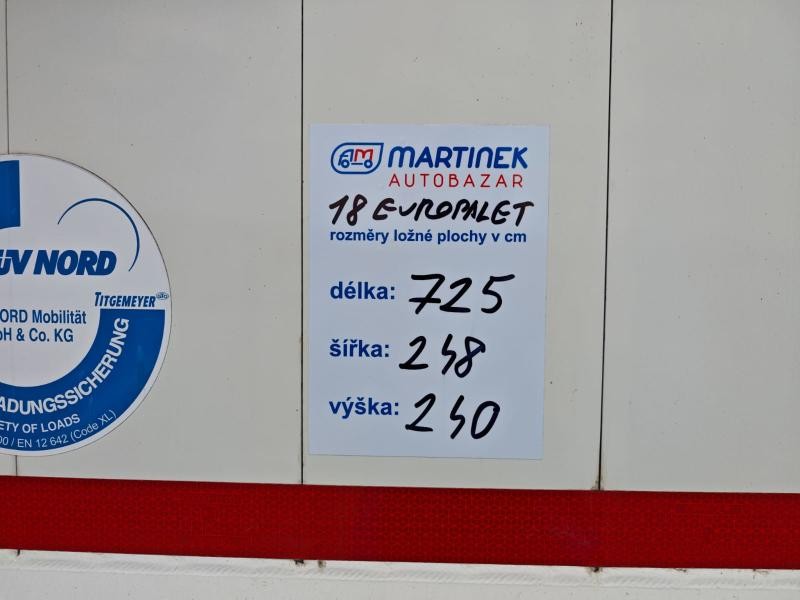 ÜV NORD
TITGEMEYER
ORD Mobilität
bH & Co. KG
ADUNGSSICHERUNG
ETY OF LOADS
00 / EN 12 642 (Code XL)
AM MARTINEK
AUTOBAZAR
18 EUROPALET
rozměry ložné plochy v cm
délka: 725
šířka: 248
výška: 240